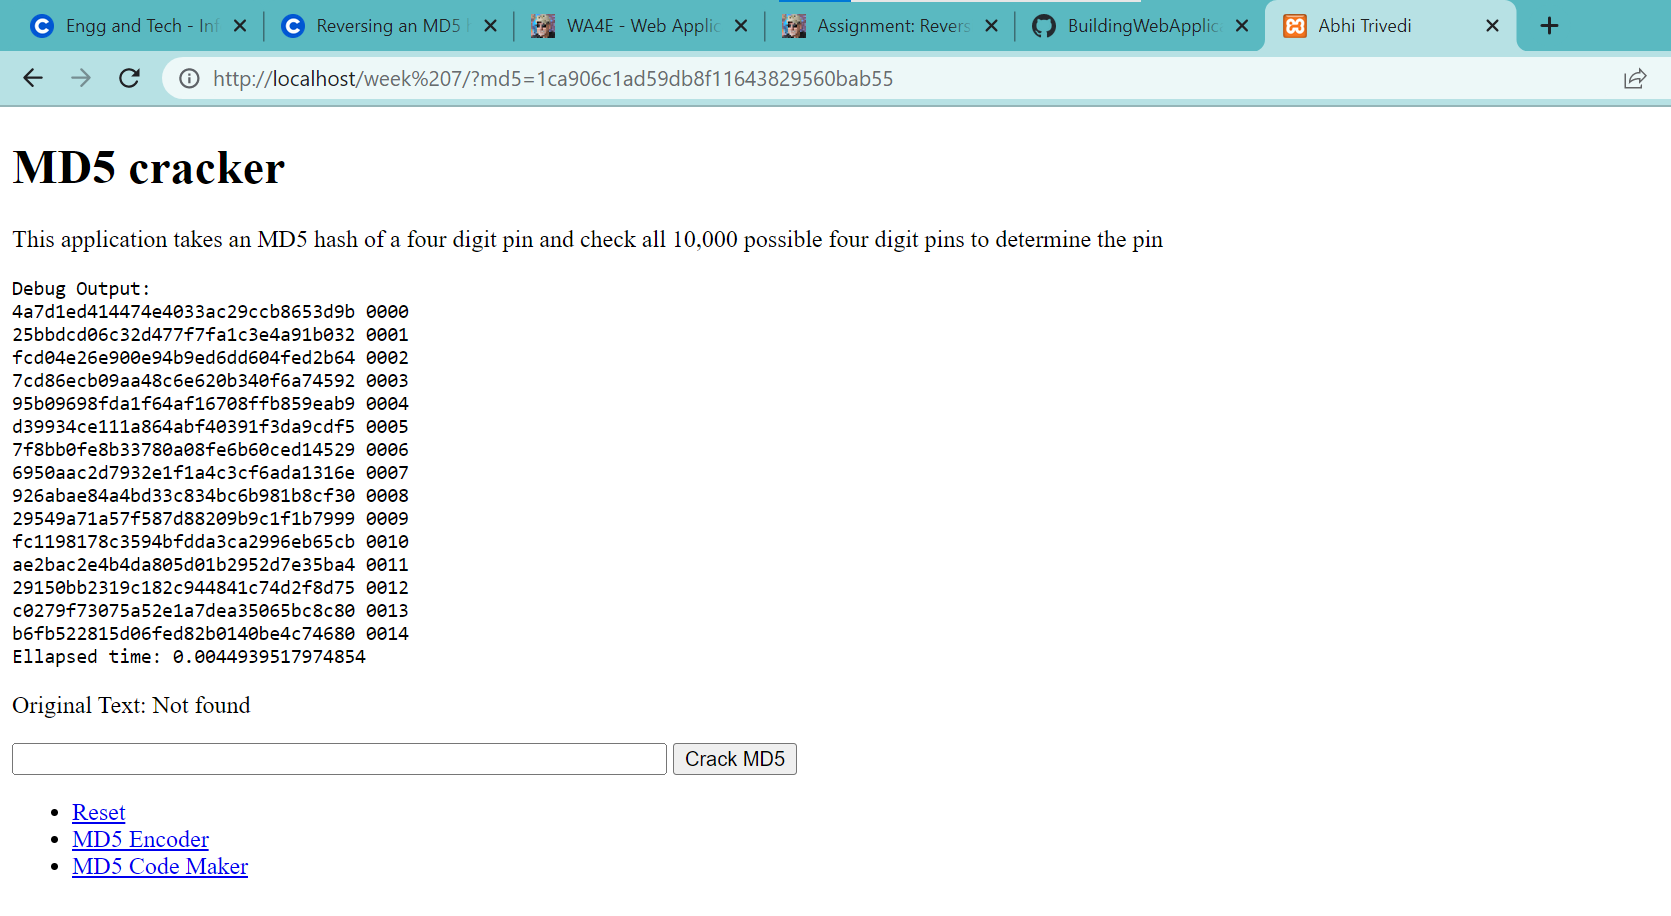 Engg and Tech - Inf
Reversing an MD5 h
WA4E - Web Applic
Assignment: Revers
BuildingWebApplica
Abhi Trivedi
http://localhost/week%207/?md5=1ca906c1ad59db8f11643829560bab55
MD5 cracker
This application takes an MD5 hash of a four digit pin and check all 10,000 possible four digit pins to determine the pin
Debug Output:
4a7d1ed414474e4033ac29ccb8653d9b 0000
25bbdcd06c32d477f7fa1c3e4a91b032 0001
fcd04e26e900e94b9ed6dd604fed2b64 0002
7cd86ecb09aa48c6e620b340f6a74592 0003
95b09698fda1f64af16708ffb859eab9 0004
d39934ce111a864abf40391f3da9cdf5 0005
7f8bb0fe8b33780a08fe6b60ced14529 0006
6950aac2d7932e1f1a4c3cf6ada1316e 0007
926abae84a4bd33c834bc6b981b8cf30 0008
29549a71a57f587d88209b9c1f1b7999 0009
fc1198178c3594bfdda3ca2996eb65cb 0010
ae2bac2e4b4da805d01b2952d7e35ba4 0011
29150bb2319c182c944841c74d2f8d75 0012
c0279f73075a52e1a7dea35065bc8c80 0013
b6fb522815d06fed82b0140be4c74680 0014
Ellapsed time: 0.0044939517974854
Original Text: Not found
Crack MD5
Reset
MD5 Encoder
MD5 Code Maker